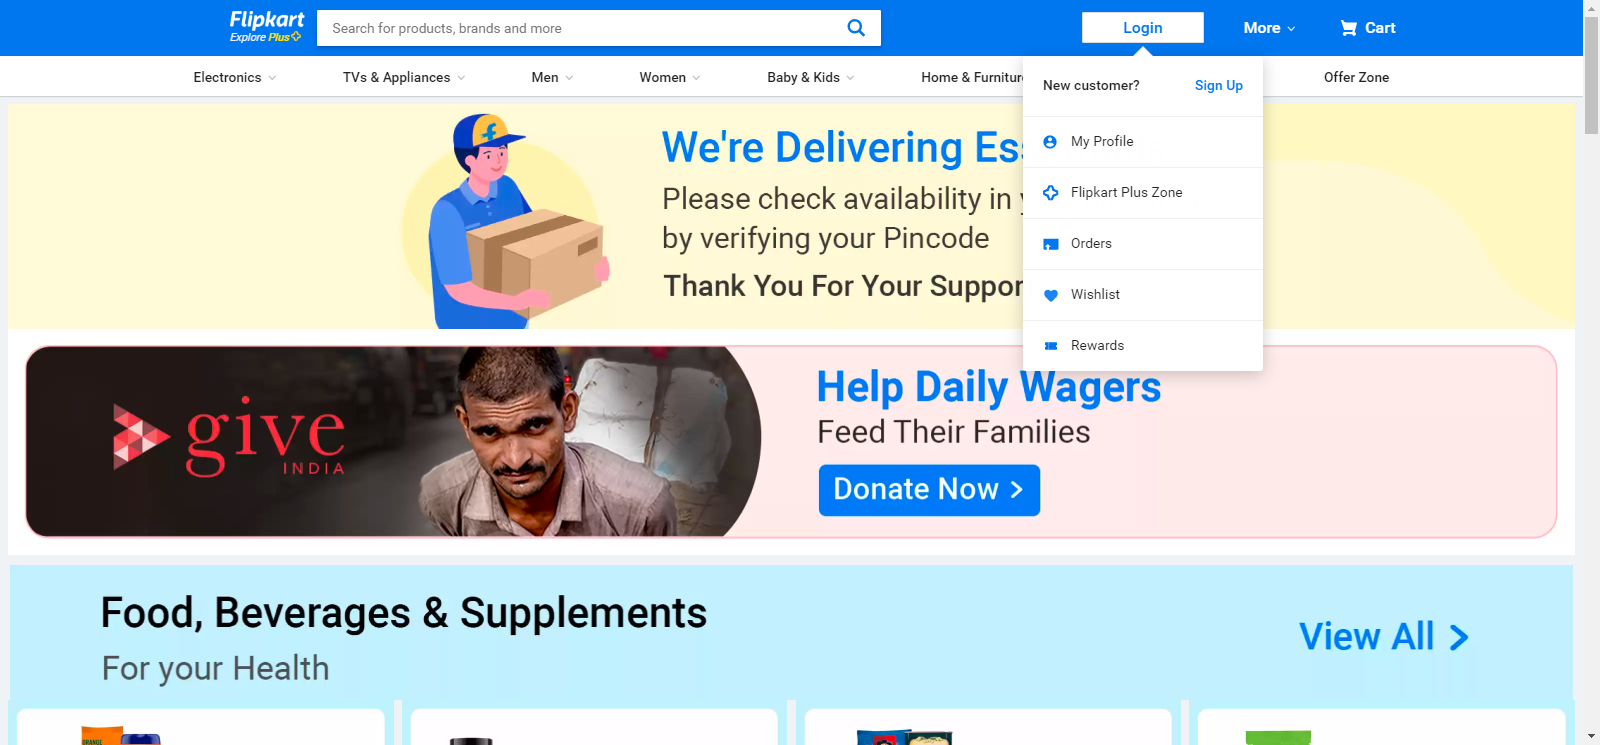 Flipkart
Explore Plus
Search for products, brands and more
Login
More
Cart
Electronics
TVs & Appliances
Men
Women
Baby & Kids
Home & Furniture
Offer Zone
New customer?
Sign Up
My Profile
Flipkart Plus Zone
Orders
Wishlist
Rewards
We're Delivering Ess
Please check availability in y
by verifying your Pincode
Thank You For Your Suppor
give
INDIA
Help Daily Wagers
Feed Their Families
Donate Now
Food, Beverages & Supplements
For your Health
View All
ORANGE